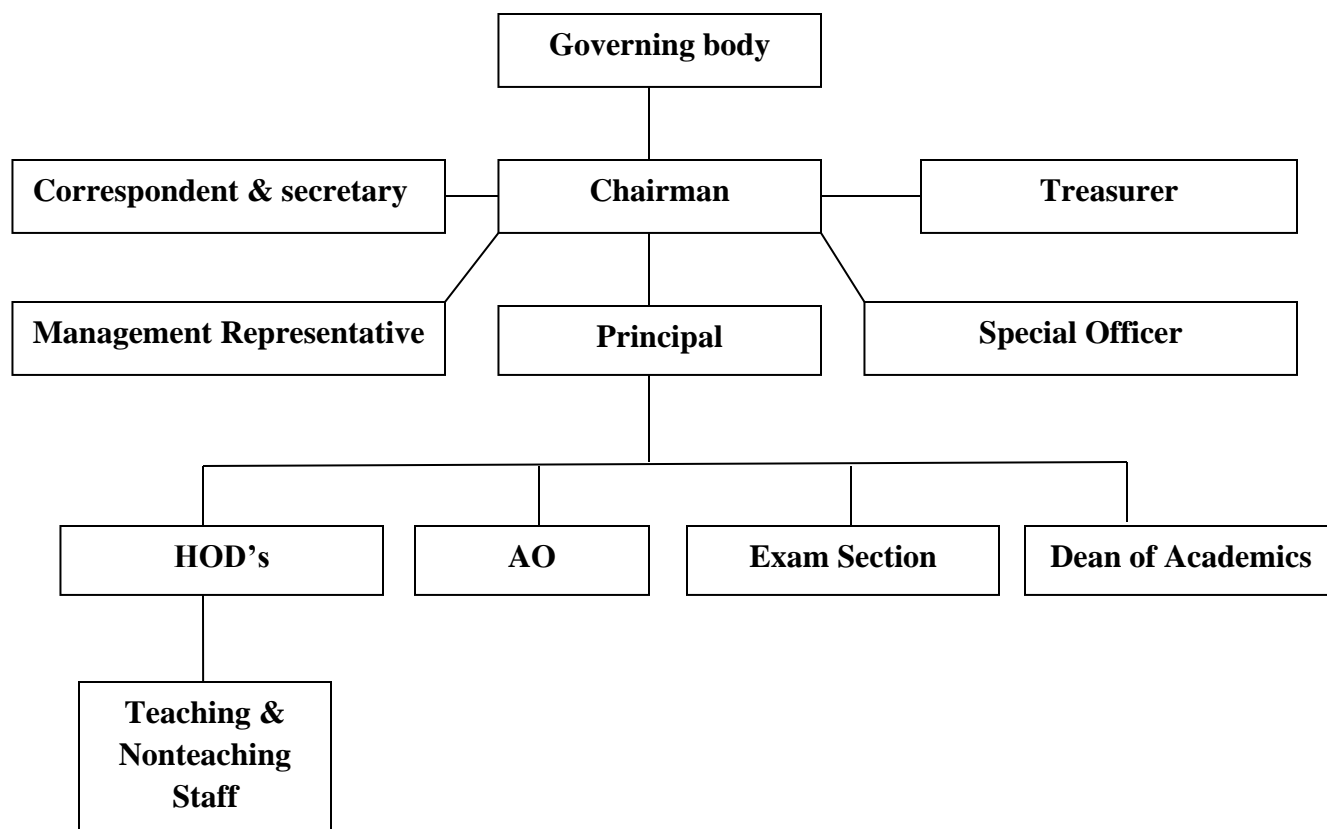 Governing body
Correspondent & secretary
Chairman
Treasurer
Management Representative
Principal
Special Officer
HOD’s
AO
Exam Section
Dean of Academics
Teaching &
Nonteaching
Staff